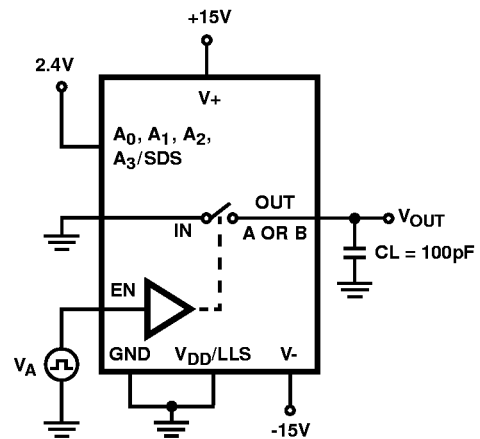 +15V
2.4V
V+
A0, A1, A2,
A3/SDS
OUT
IN
A OR B
VOUT
CL = 100pF
EN
VA
GND
VDD/LLS
V-
-15V